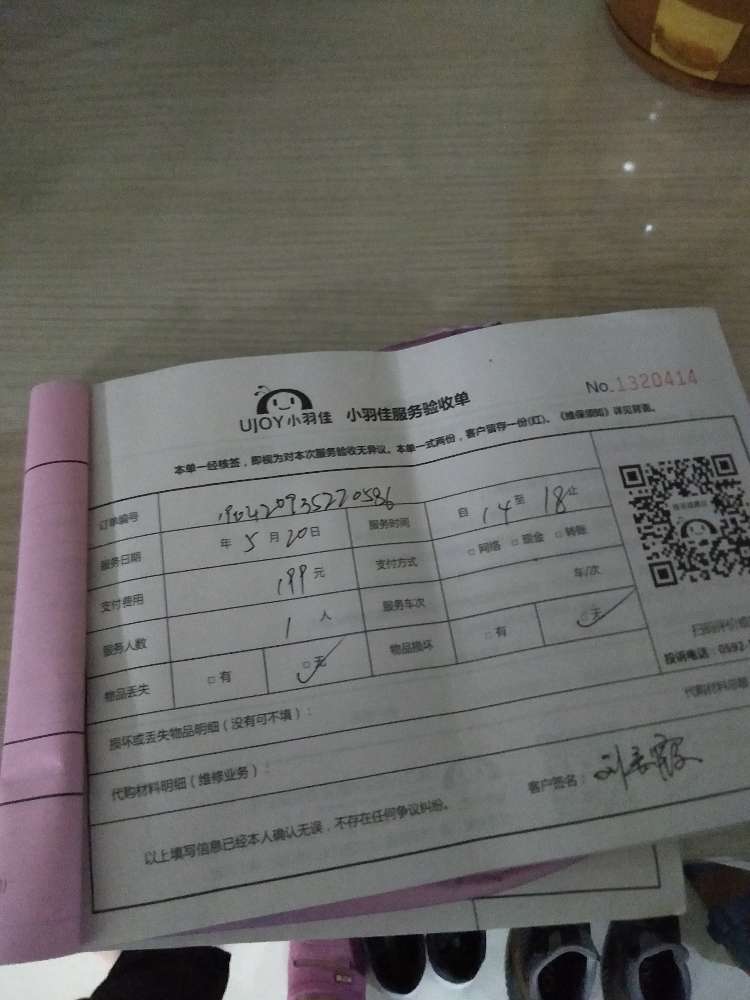 No.1320414
UJOY小羽佳 小羽佳服务验收单
本单一经核签，即视为对本次服务验收无异议。本单一式两份，客户留存一份(红)。《维保须知》详见背面。
订单编号 190420935220586
服务日期 年 5 月 20 日 服务时间 自 14 至 18 止
支付费用 199 元 支付方式 □网络 □现金 □转账
服务人数 1 人 服务车次 车/次
物品丢失 □有 □无 物品损坏 □有 □无
投诉电话：0592-
损坏或丢失物品明细（没有可不填）：
代购材料明细（维修业务）：
客户签名：刘
以上填写信息已经本人确认无误，不存在任何争议纠纷。